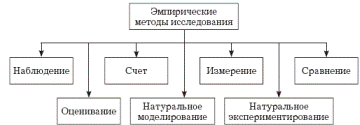 Эмпирические
методы исследования
Наблюдение
Счет
Измерение
Сравнение
Оценивание
Натуральное
моделирование
Натуральное
экспериментирование